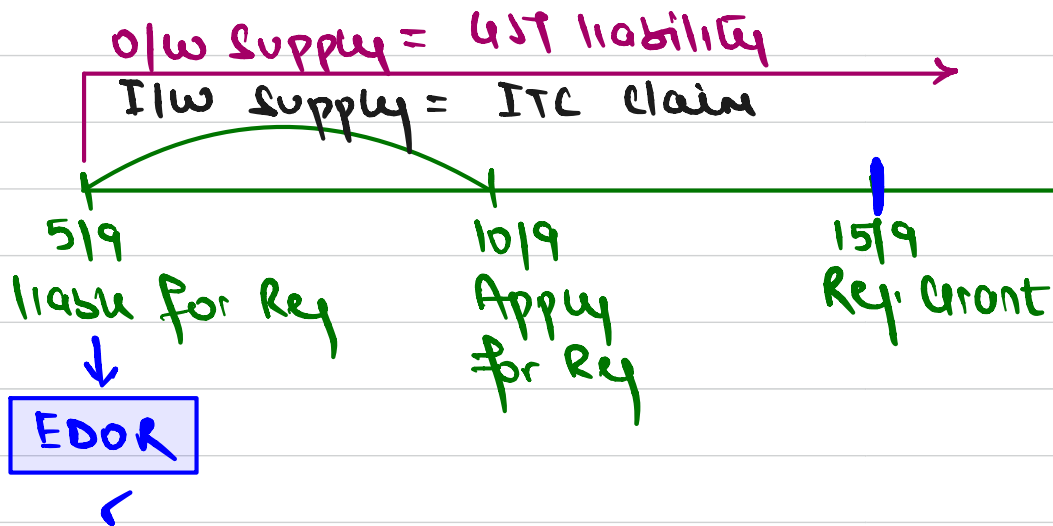 O/w Supply = GST liability
I/w Supply = ITC Claim
5/9 10/9 15/9
liable for Reg Apply Reg. Grant
for Reg
EDOR